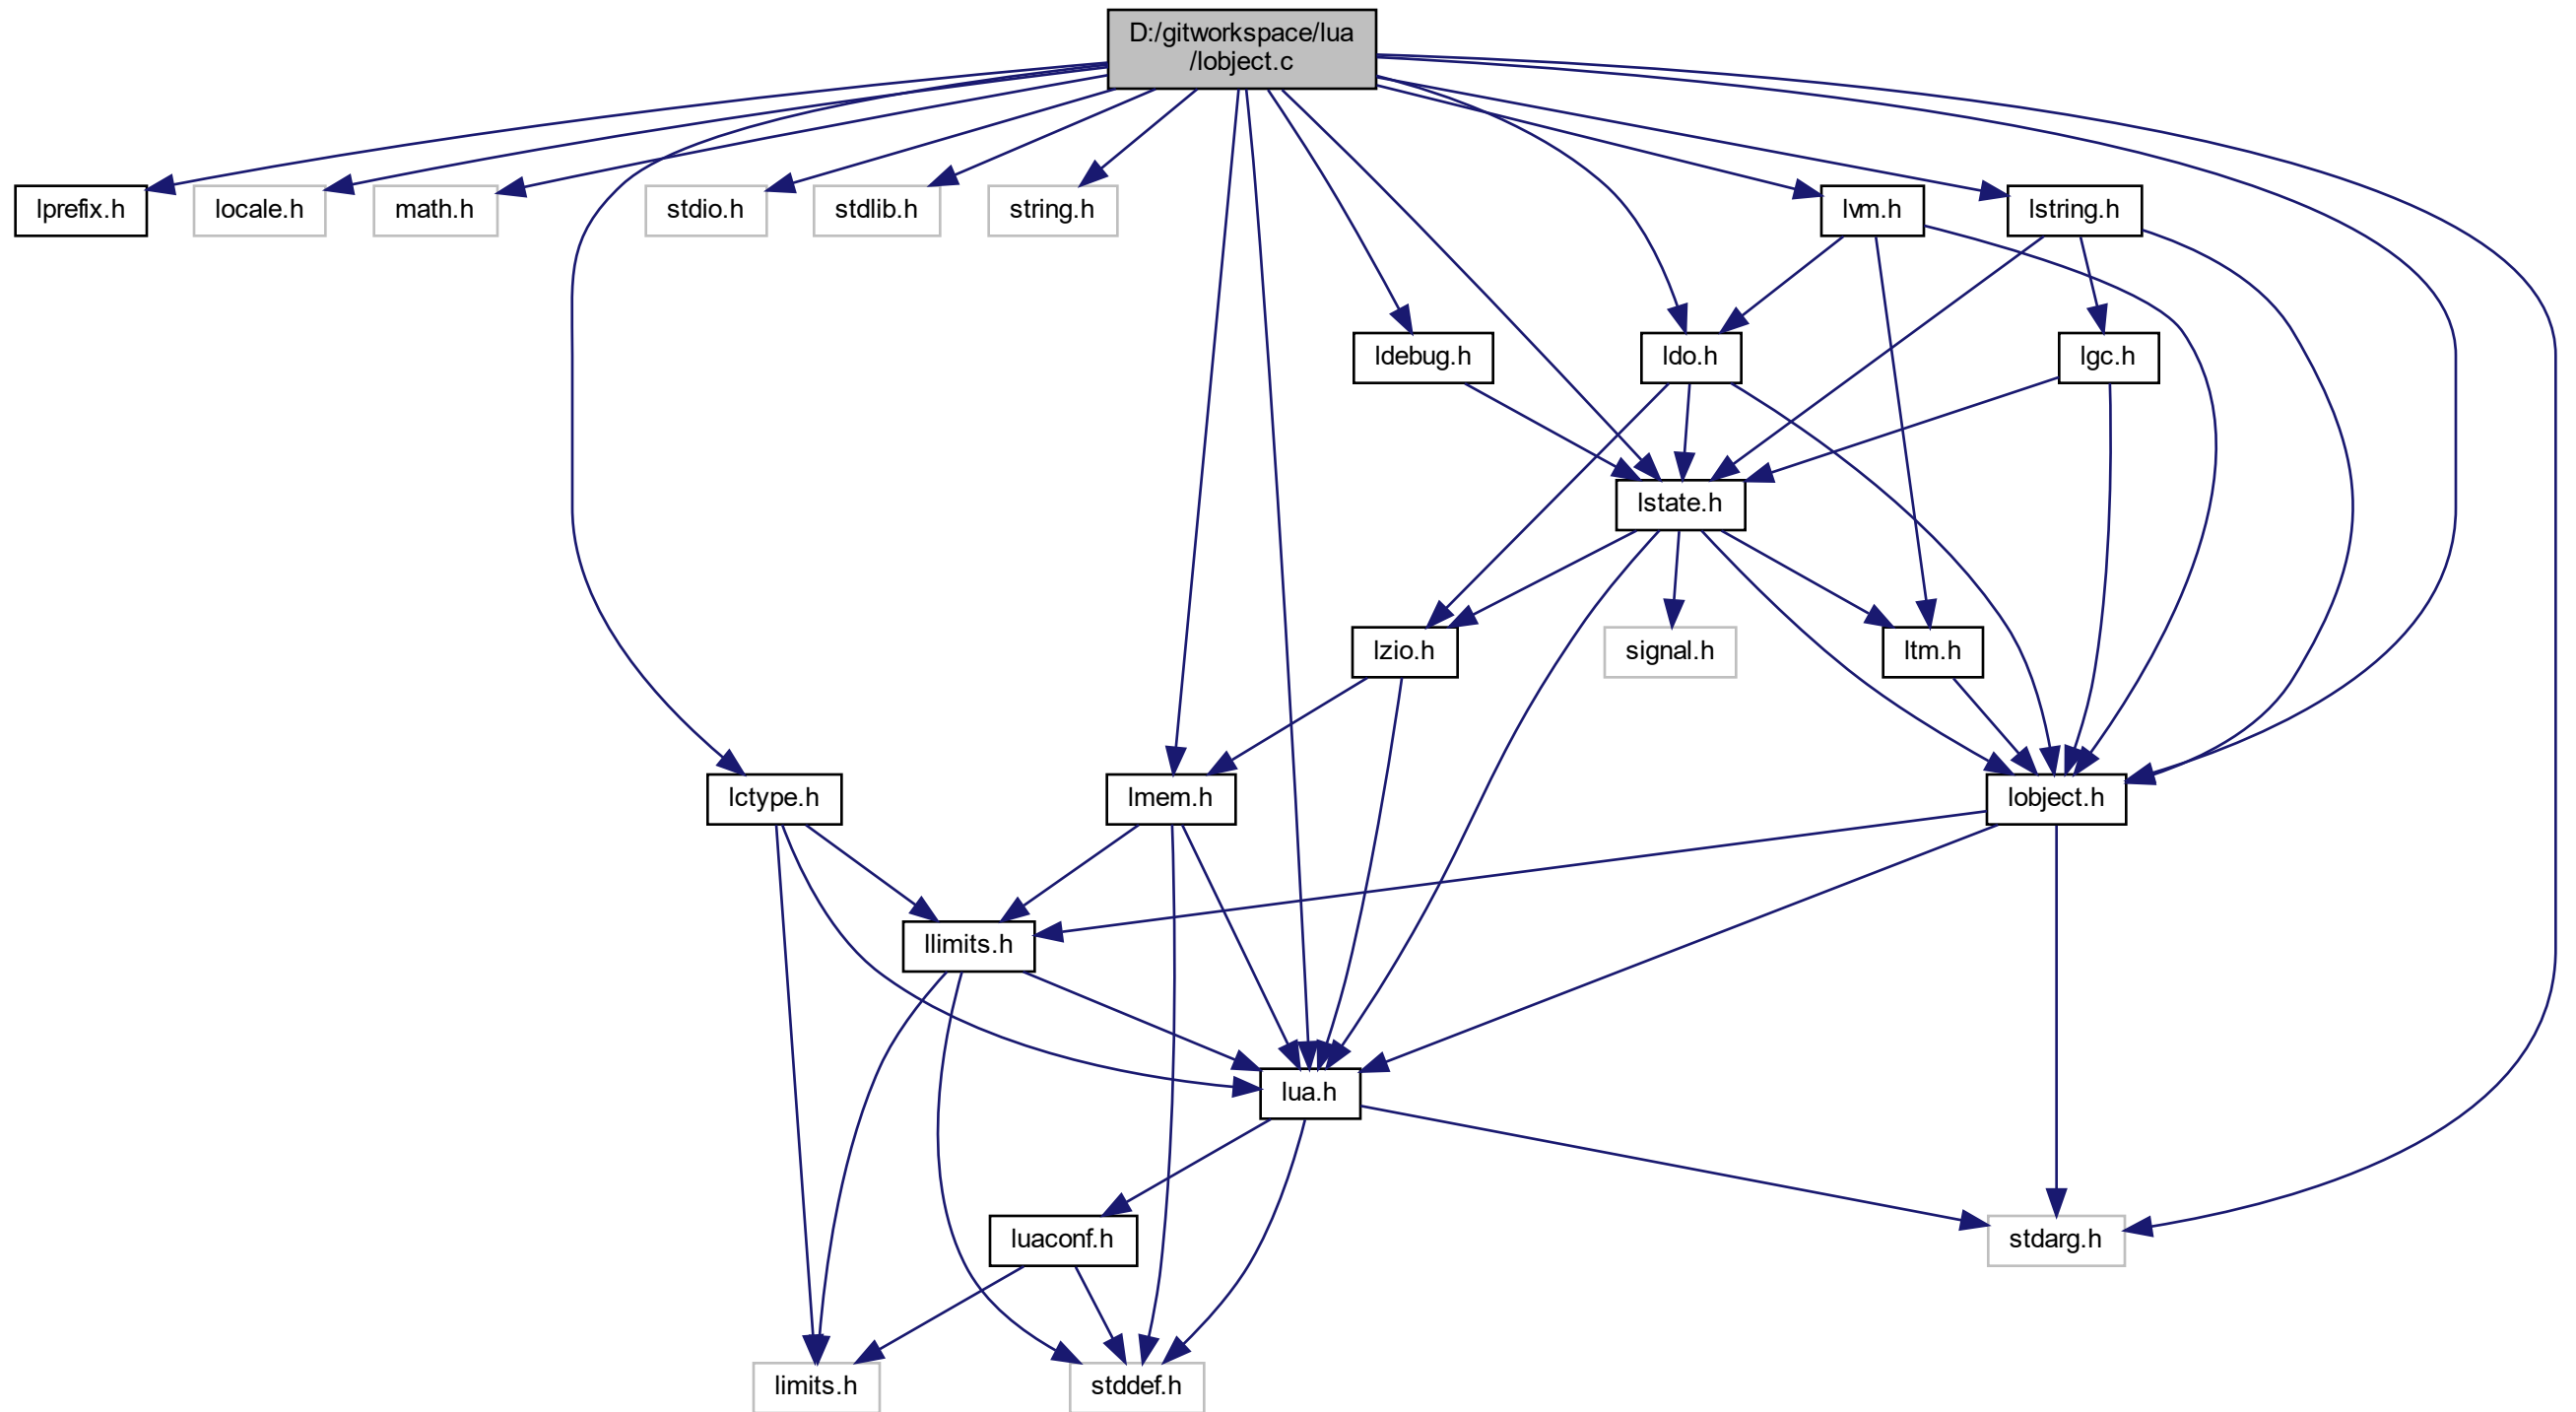 D:/gitworkspace/lua
/lobject.c
lprefix.h
locale.h
math.h
stdio.h
stdlib.h
string.h
lvm.h
lstring.h
ldebug.h
ldo.h
lgc.h
lstate.h
lzio.h
signal.h
ltm.h
lctype.h
lmem.h
lobject.h
llimits.h
lua.h
luaconf.h
stdarg.h
limits.h
stddef.h